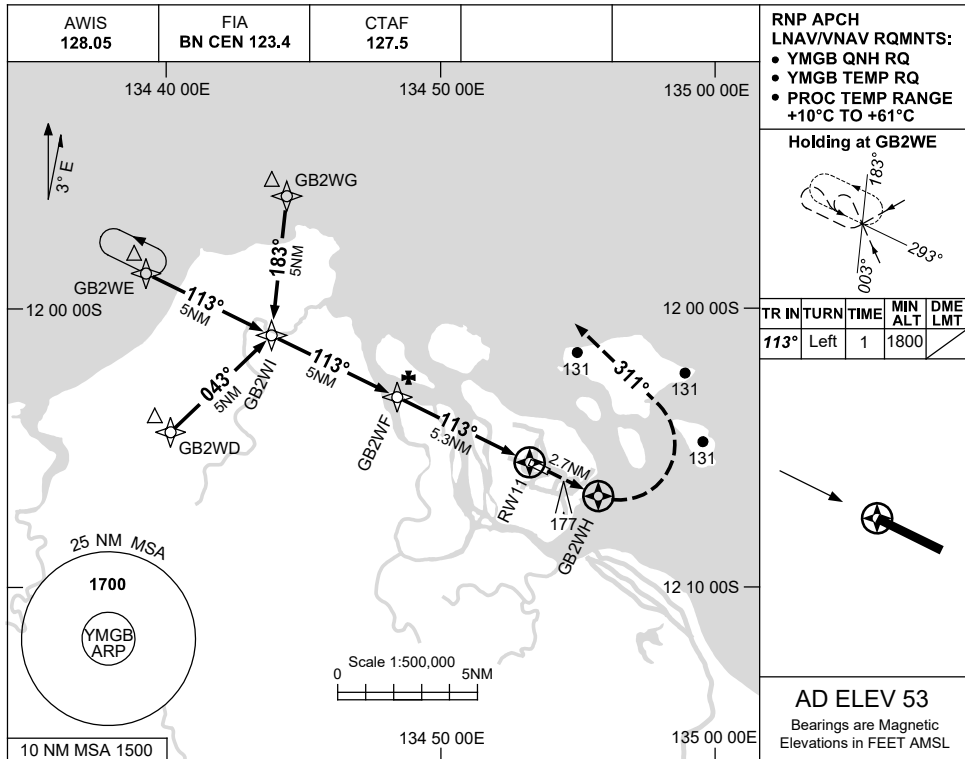 AWIS
128.05
FIA
BN CEN 123.4
CTAF
127.5
RNP APCH
LNAV/VNAV RQMNTS:
• YMGB QNH RQ
• YMGB TEMP RQ
• PROC TEMP RANGE
+10°C TO +61°C
134 40 00E
134 50 00E
135 00 00E
3° E
GB2WG
183°
5NM
GB2WE
113°
5NM
12 00 00S
12 00 00S
GB2WI
113°
5NM
043°
5NM
GB2WD
GB2WF
113°
5.3NM
RW11
2.7NM
177
GB2WH
311°
131
131
131
Holding at GB2WE
183°
293°
003°
TR IN TURN TIME MIN ALT DME LMT
113° Left 1 1800
25 NM MSA
1700
YMGB
ARP
10 NM MSA 1500
Scale 1:500,000
0 5NM
12 10 00S
134 50 00E
135 00 00E
AD ELEV 53
Bearings are Magnetic
Elevations in FEET AMSL